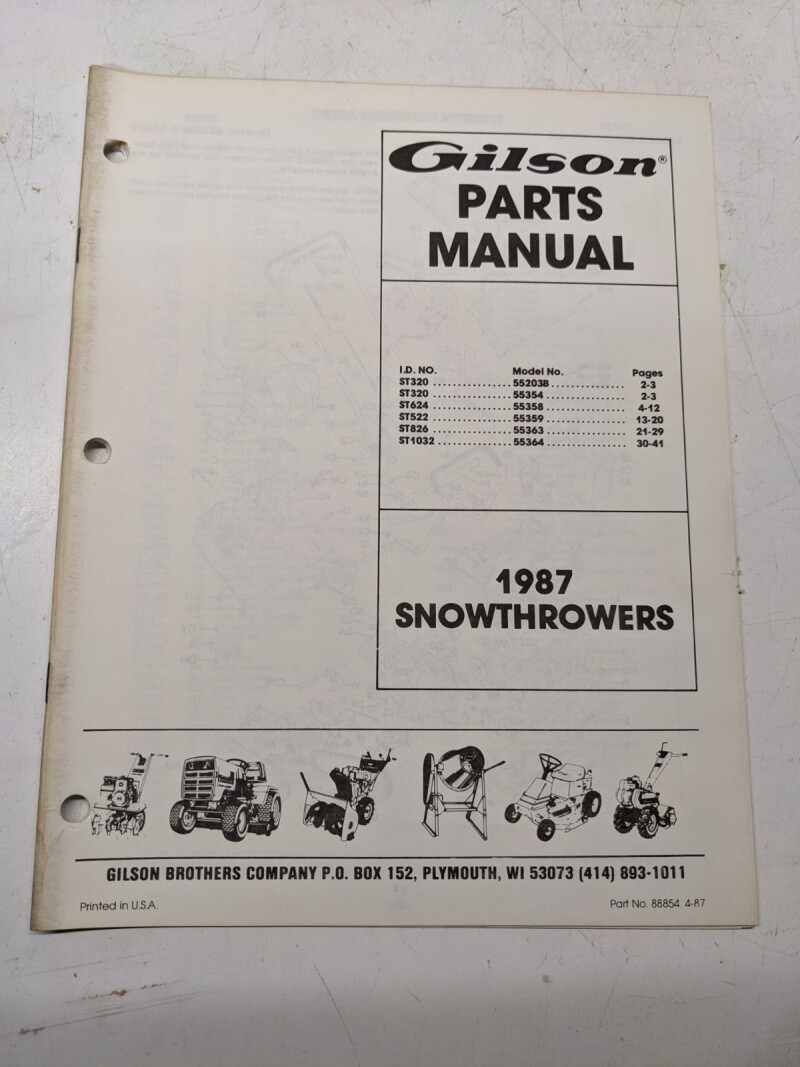 Gilson®
PARTS
MANUAL
I.D. NO. Model No. Pages
ST320 ............... 55203B .............. 2-3
ST320 ............... 55354 ............... 2-3
ST624 ............... 55358 ............... 4-12
ST522 ............... 55359 ............... 13-20
ST826 ............... 55363 ............... 21-29
ST1032 .............. 55364 ............... 30-41
1987
SNOWTHROWERS
GILSON BROTHERS COMPANY P.O. BOX 152, PLYMOUTH, WI 53073 (414) 893-1011
Printed in U.S.A. Part No. 88854 4-87